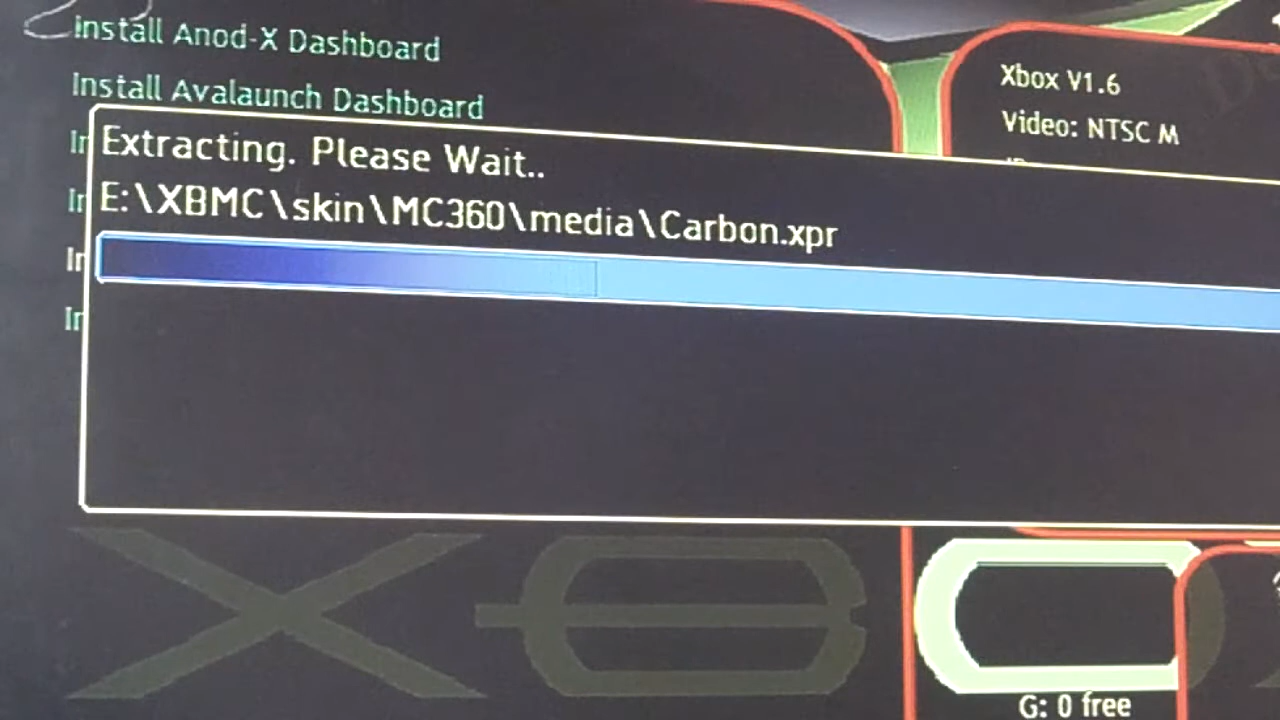 Install Anod-X Dashboard
Install Avalaunch Dashboard
Extracting. Please Wait..
E:\XBMC\skin\MC360\media\Carbon.xpr
Xbox V1.6
Video: NTSC M
G: 0 free